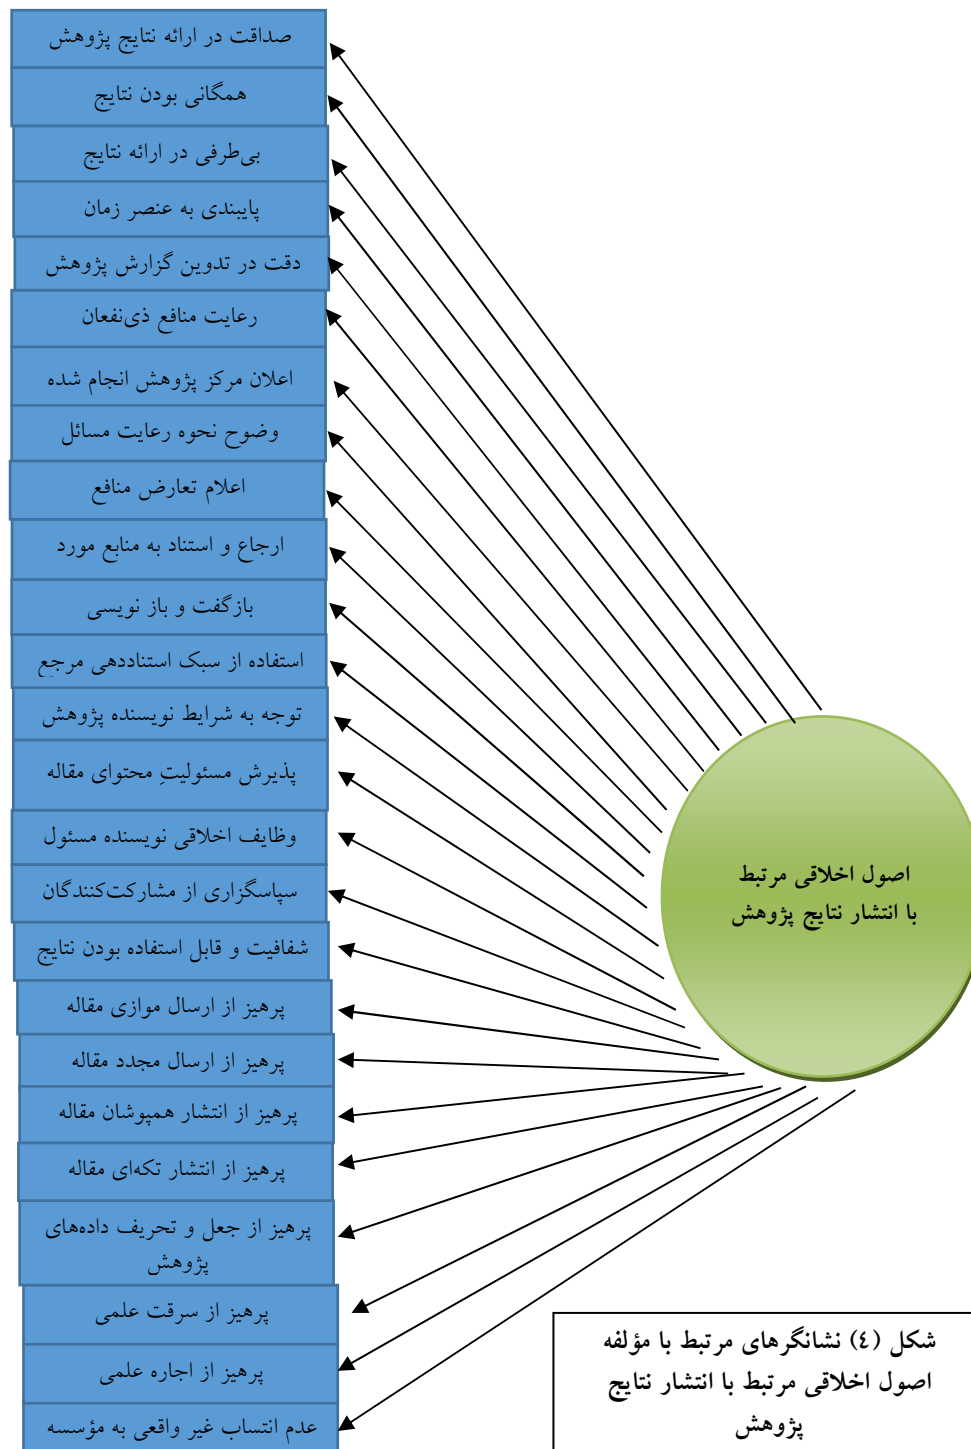 صداقت در ارائه نتایج پژوهش
همگانی بودن نتایج
بی‌طرفی در ارائه نتایج
پایبندی به عنصر زمان
دقت در تدوین گزارش پژوهش
رعایت منافع ذی‌نفعان
اعلان مرکز پژوهش انجام شده
وضوح نحوه رعایت مسائل
اعلام تعارض منافع
ارجاع و استناد به منابع مورد
بازگفت و باز نویسی
استفاده از سبک استناددهی مرجع
توجه به شرایط نویسنده پژوهش
پذیرش مسئولیتِ محتوای مقاله
وظایف اخلاقی نویسنده مسئول
سپاسگزاری از مشارکت‌کنندگان
شفافیت و قابل استفاده بودن نتایج
پرهیز از ارسال موازی مقاله
پرهیز از ارسال مجدد مقاله
پرهیز از انتشار همپوشان مقاله
پرهیز از انتشار تکه‌ای مقاله
پرهیز از جعل و تحریف داده‌های
پژوهش
پرهیز از سرقت علمی
پرهیز از اجاره علمی
عدم انتساب غیر واقعی به مؤسسه
اصول اخلاقی مرتبط
با انتشار نتایج پژوهش
شکل (٤) نشانگرهای مرتبط با مؤلفه
اصول اخلاقی مرتبط با انتشار نتایج
پژوهش